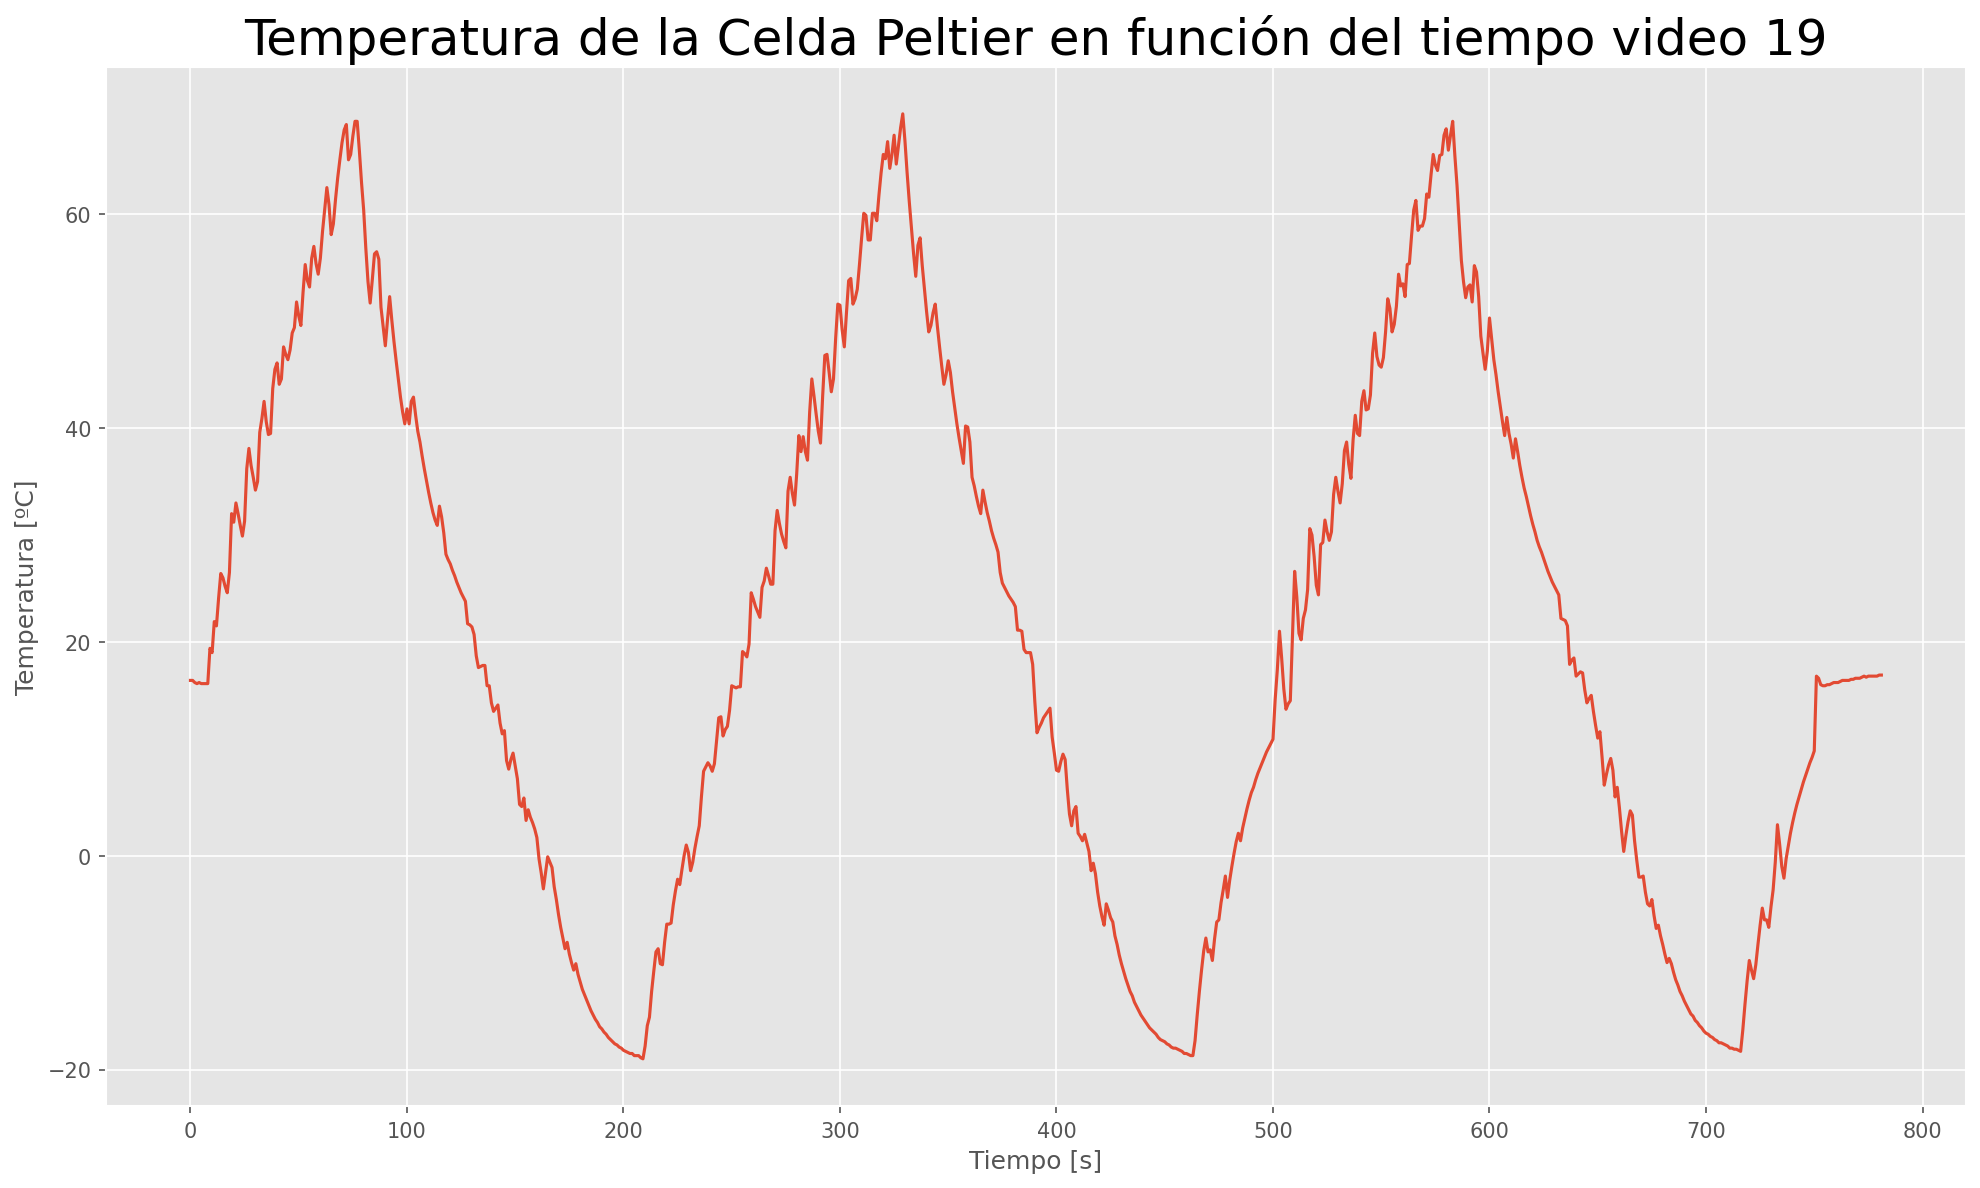 Temperatura de la Celda Peltier en función del tiempo video 19
Temperatura [ºC]
60
40
20
0
−20
0 100 200 300 400 500 600 700 800
Tiempo [s]